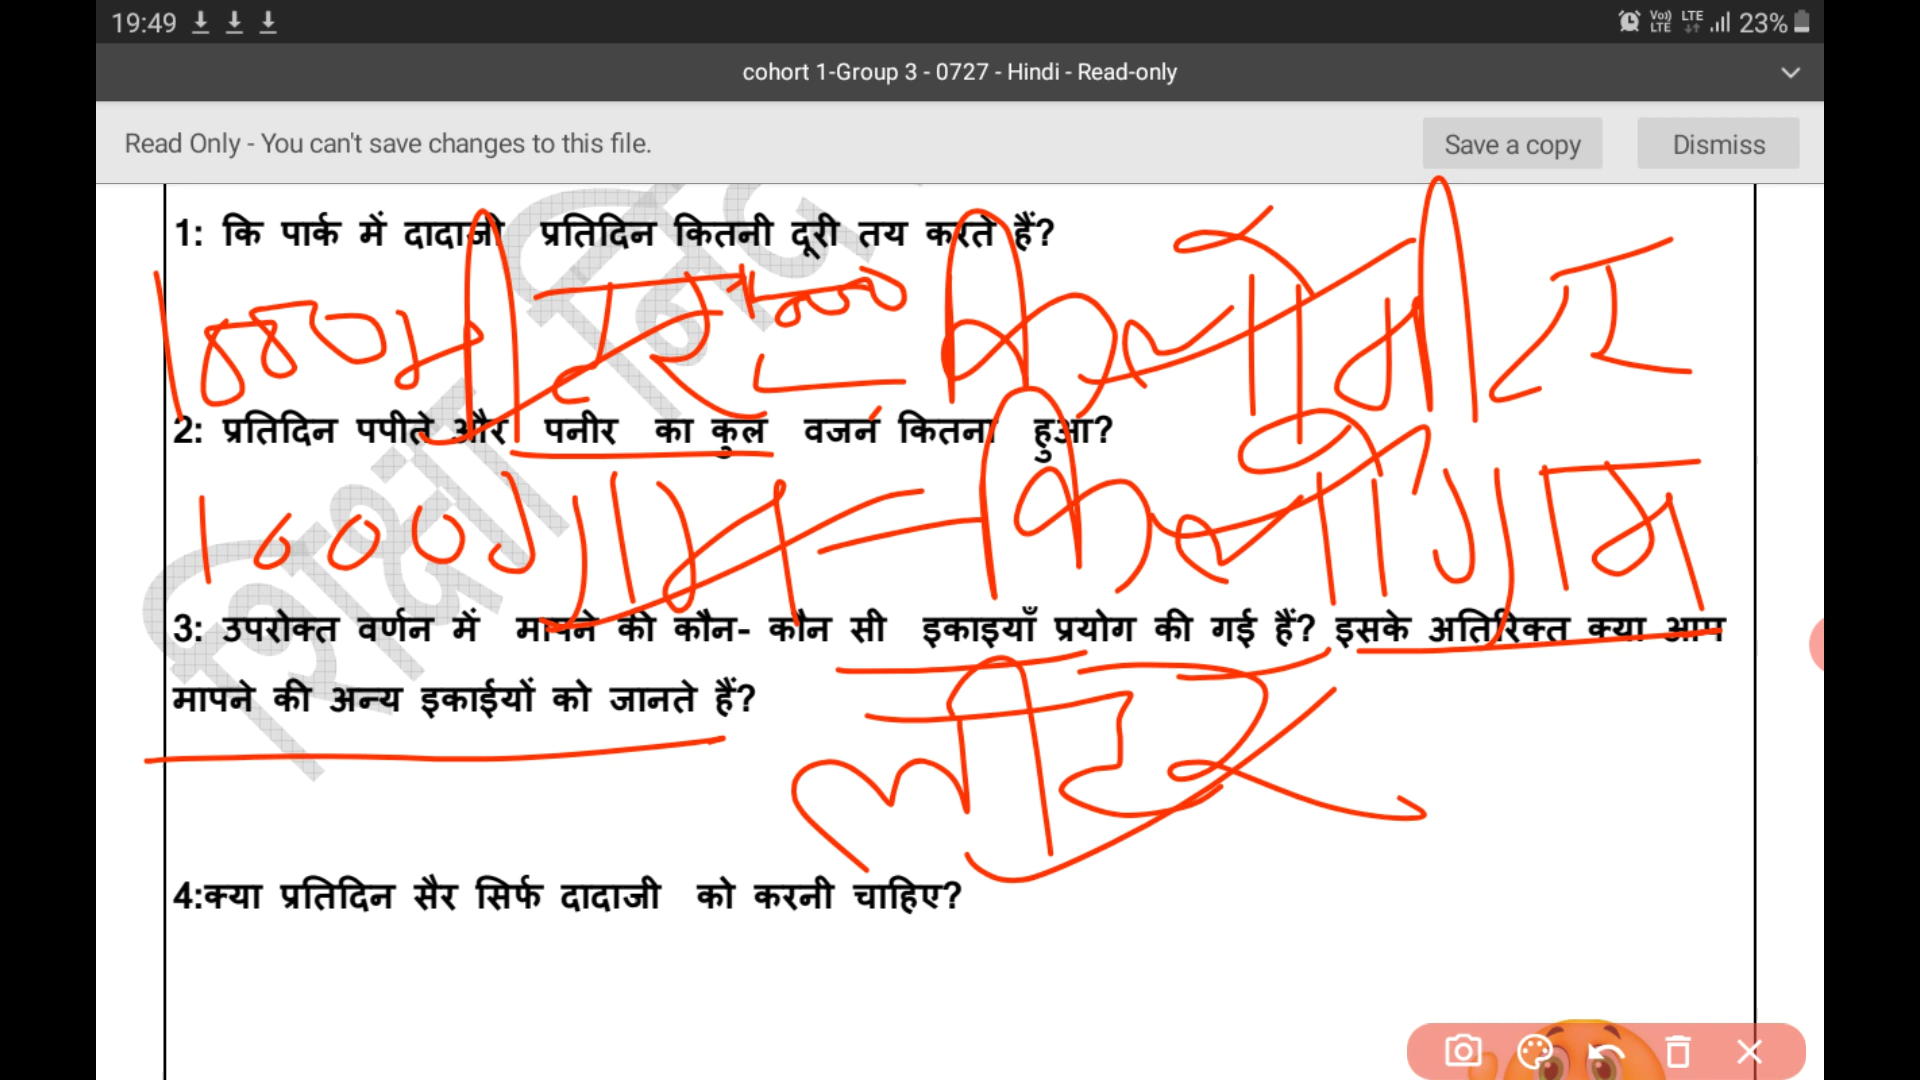 19:49
Vo)) LTE LTE 23%
cohort 1-Group 3 - 0727 - Hindi - Read-only
Read Only - You can't save changes to this file.
Save a copy Dismiss
1: कि पार्क में दादाजी प्रतिदिन कितनी दूरी तय करते हैं?
मीटर किलोमीटर
2: प्रतिदिन पपीते और पनीर का कुल वजन कितना हुआ?
1600 ग्राम किलोग्राम
3: उपरोक्त वर्णन में मापने की कौन- कौन सी इकाइयाँ प्रयोग की गई हैं? इसके अतिरिक्त क्या आप
मापने की अन्य इकाईयों को जानते हैं?
लीटर
4:क्या प्रतिदिन सैर सिर्फ दादाजी को करनी चाहिए?